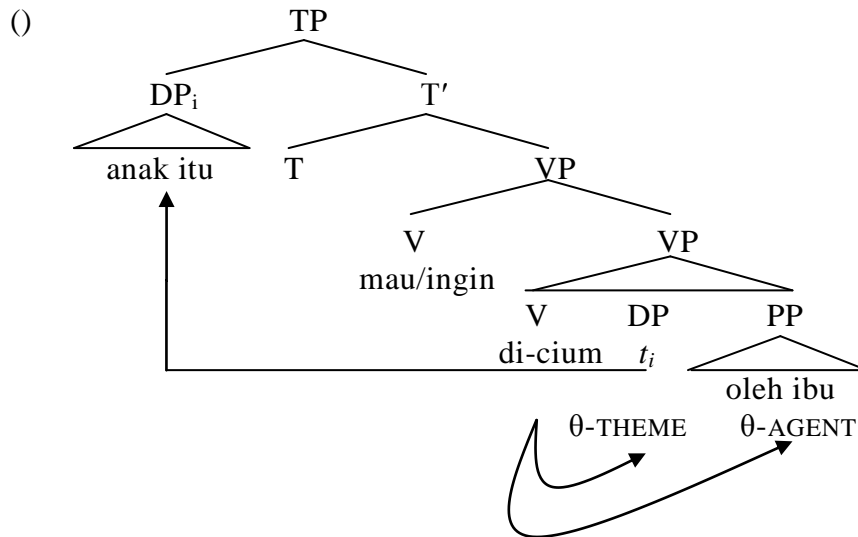 () TP
DPᵢ T′
anak itu T VP
V VP
mau/ingin
V DP PP
di-cium tᵢ
oleh ibu
θ-THEME θ-AGENT